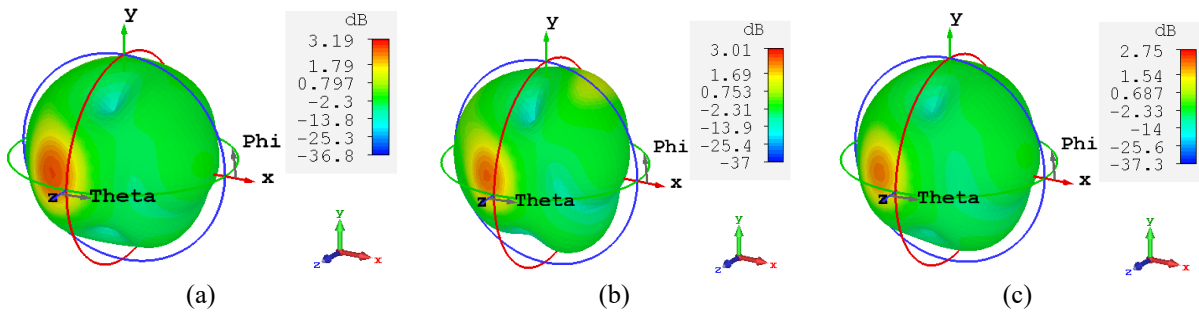 y
dB
3.19
1.79
0.797
-2.3
-13.8
-25.3
-36.8
Phi
x
z
Theta
y
x
z
(a)
y
dB
3.01
1.69
0.753
-2.31
-13.9
-25.4
-37
Phi
x
z
Theta
y
x
z
(b)
y
dB
2.75
1.54
0.687
-2.33
-14
-25.6
-37.3
Phi
x
z
Theta
y
x
z
(c)